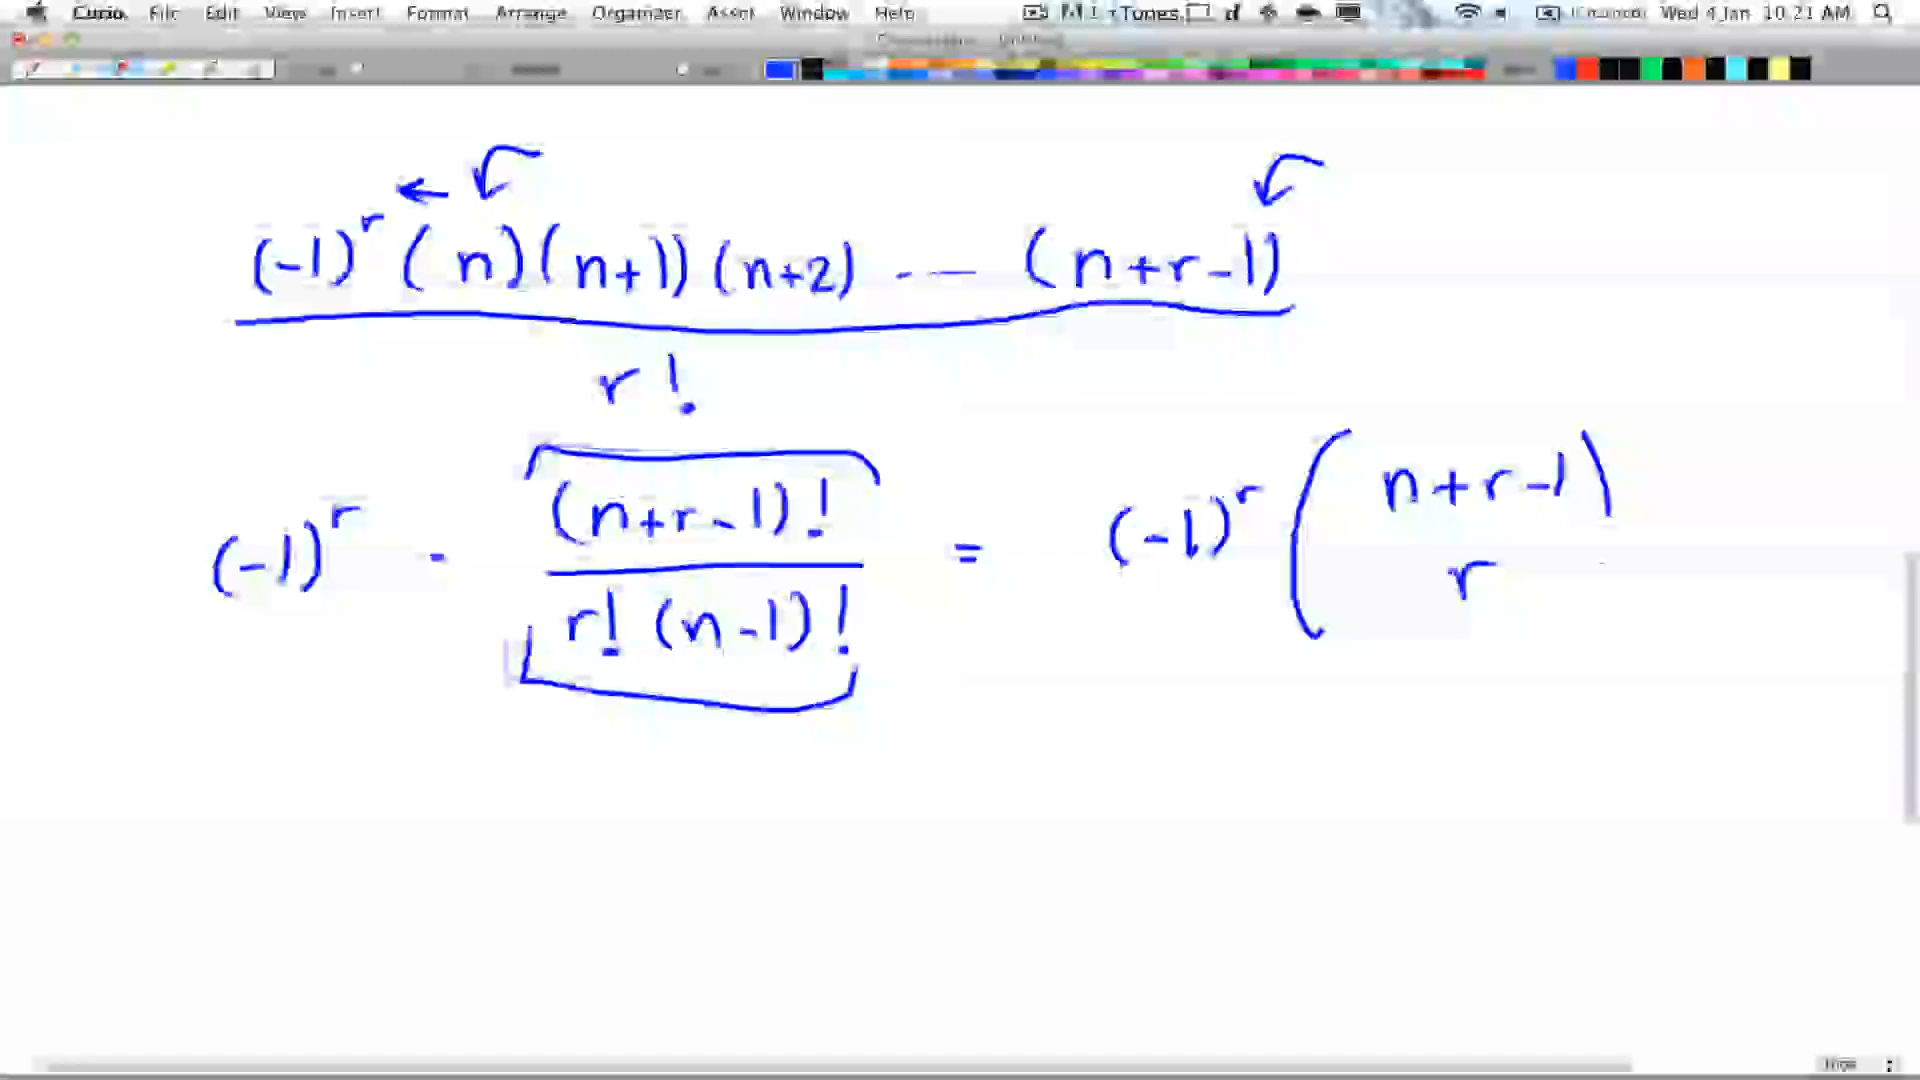 Curio File Edit View Insert Format Arrange Organizer Asset Window Help Wed 4 Jan 10:21 AM
(-1)^r (n)(n+1)(n+2) ... (n+r-1)
r!
(-1)^r · (n+r-1)! / r! (n-1)! = (-1)^r (n+r-1 r